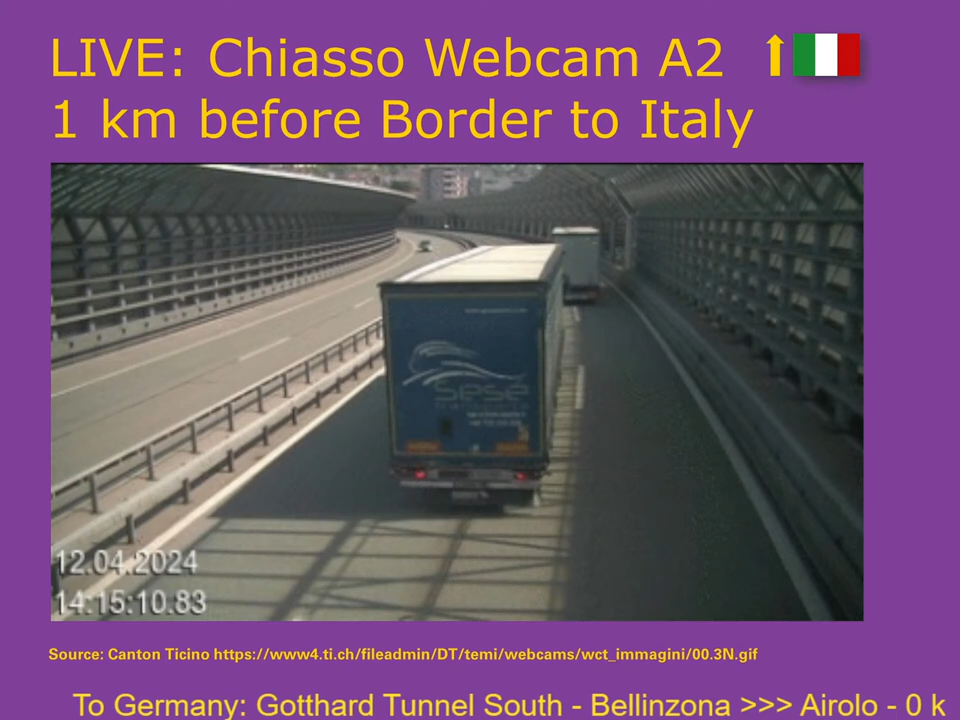 LIVE: Chiasso Webcam A2
1 km before Border to Italy
sesé
12.04.2024
14:15:10.83
Source: Canton Ticino https://www4.ti.ch/fileadmin/DT/temi/webcams/wct_immagini/00.3N.gif
To Germany: Gotthard Tunnel South - Bellinzona >>> Airolo - 0 k